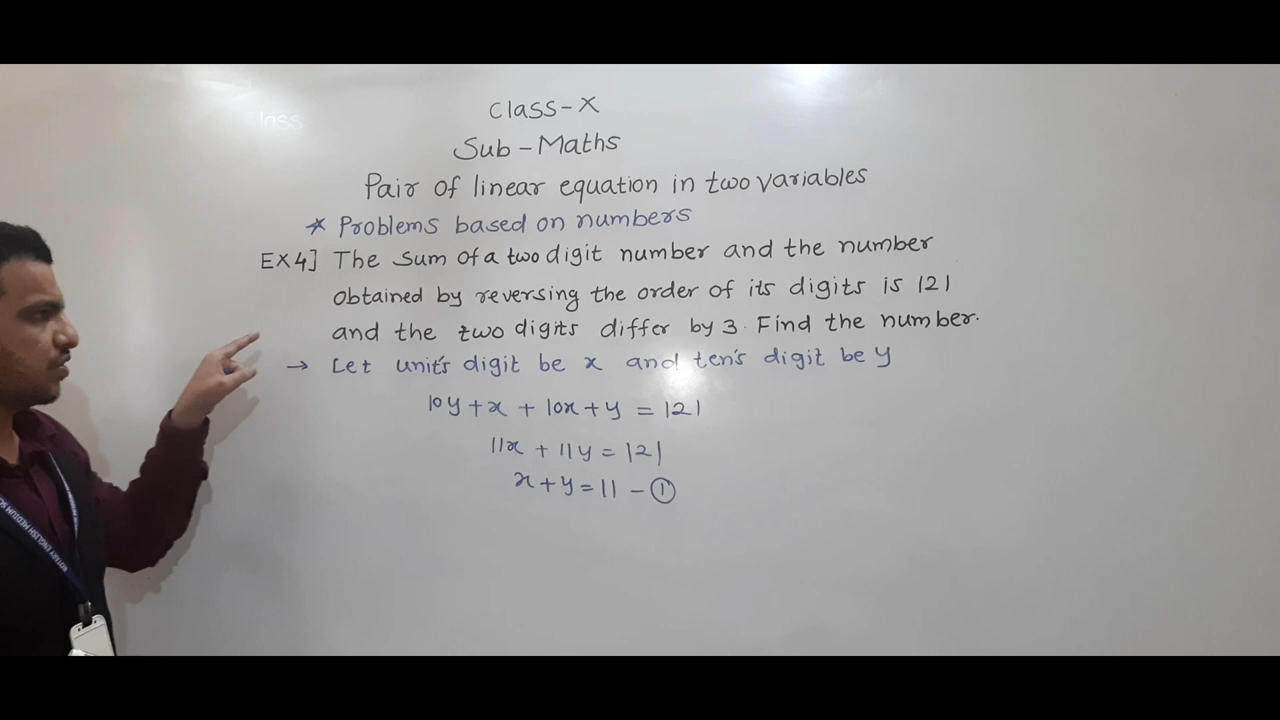 Class-X
Sub-Maths
Pair of linear equation in two variables
* Problems based on numbers
EX4] The sum of a two digit number and the number
obtained by reversing the order of its digits is 121
and the two digits differ by 3. Find the number.
→ Let unit's digit be x and ten's digit be y
10y+x + 10x+y = 121
11x + 11y = 121
x+y=11 - ①
ROTARY ENGLISH MEDIUM